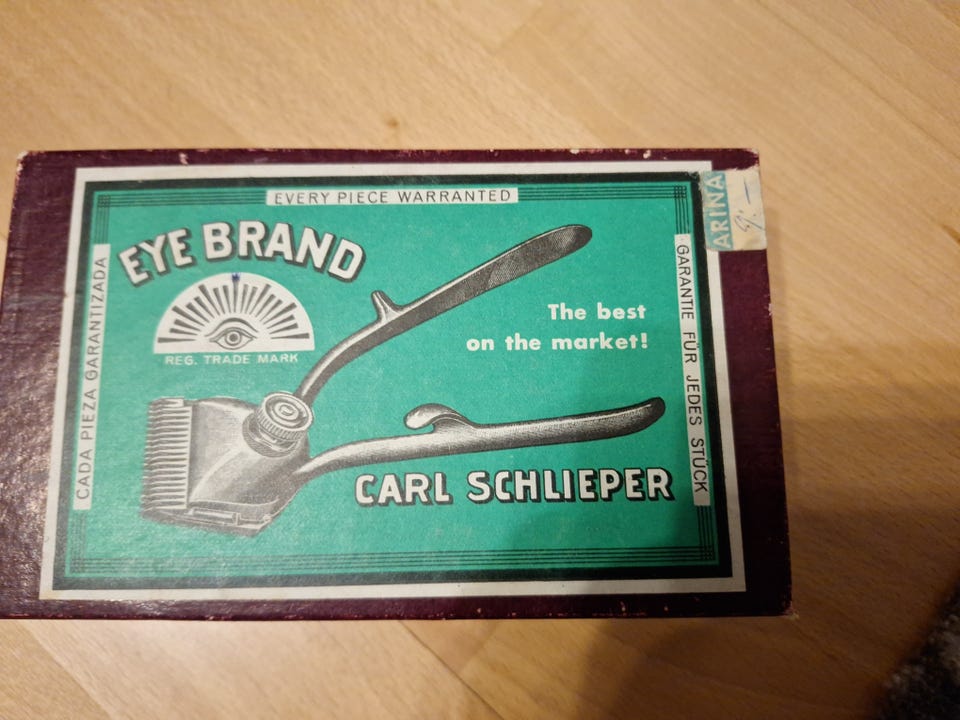 EVERY PIECE WARRANTED
EYE BRAND
REG. TRADE MARK
CADA PIEZA GARANTIZADA
The best
on the market!
GARANTIE FÜR JEDES STÜCK
CARL SCHLIEPER
ARINA
9.-